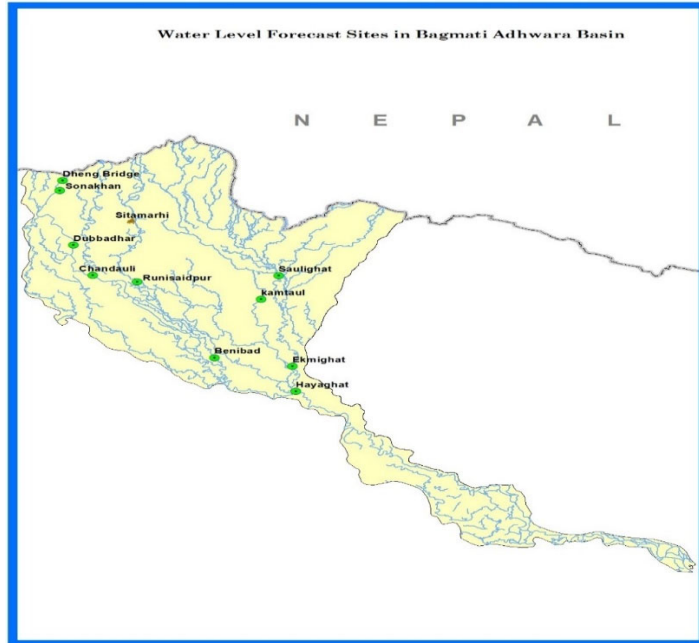 Water Level Forecast Sites in Bagmati Adhwara Basin
N E P A L
Dheng Bridge
Sonakhan
Sitamarhi
Dubbadhar
Chandauli
Runisaidpur
Saulighat
kamtaul
Benibad
Ekmighat
Hayaghat